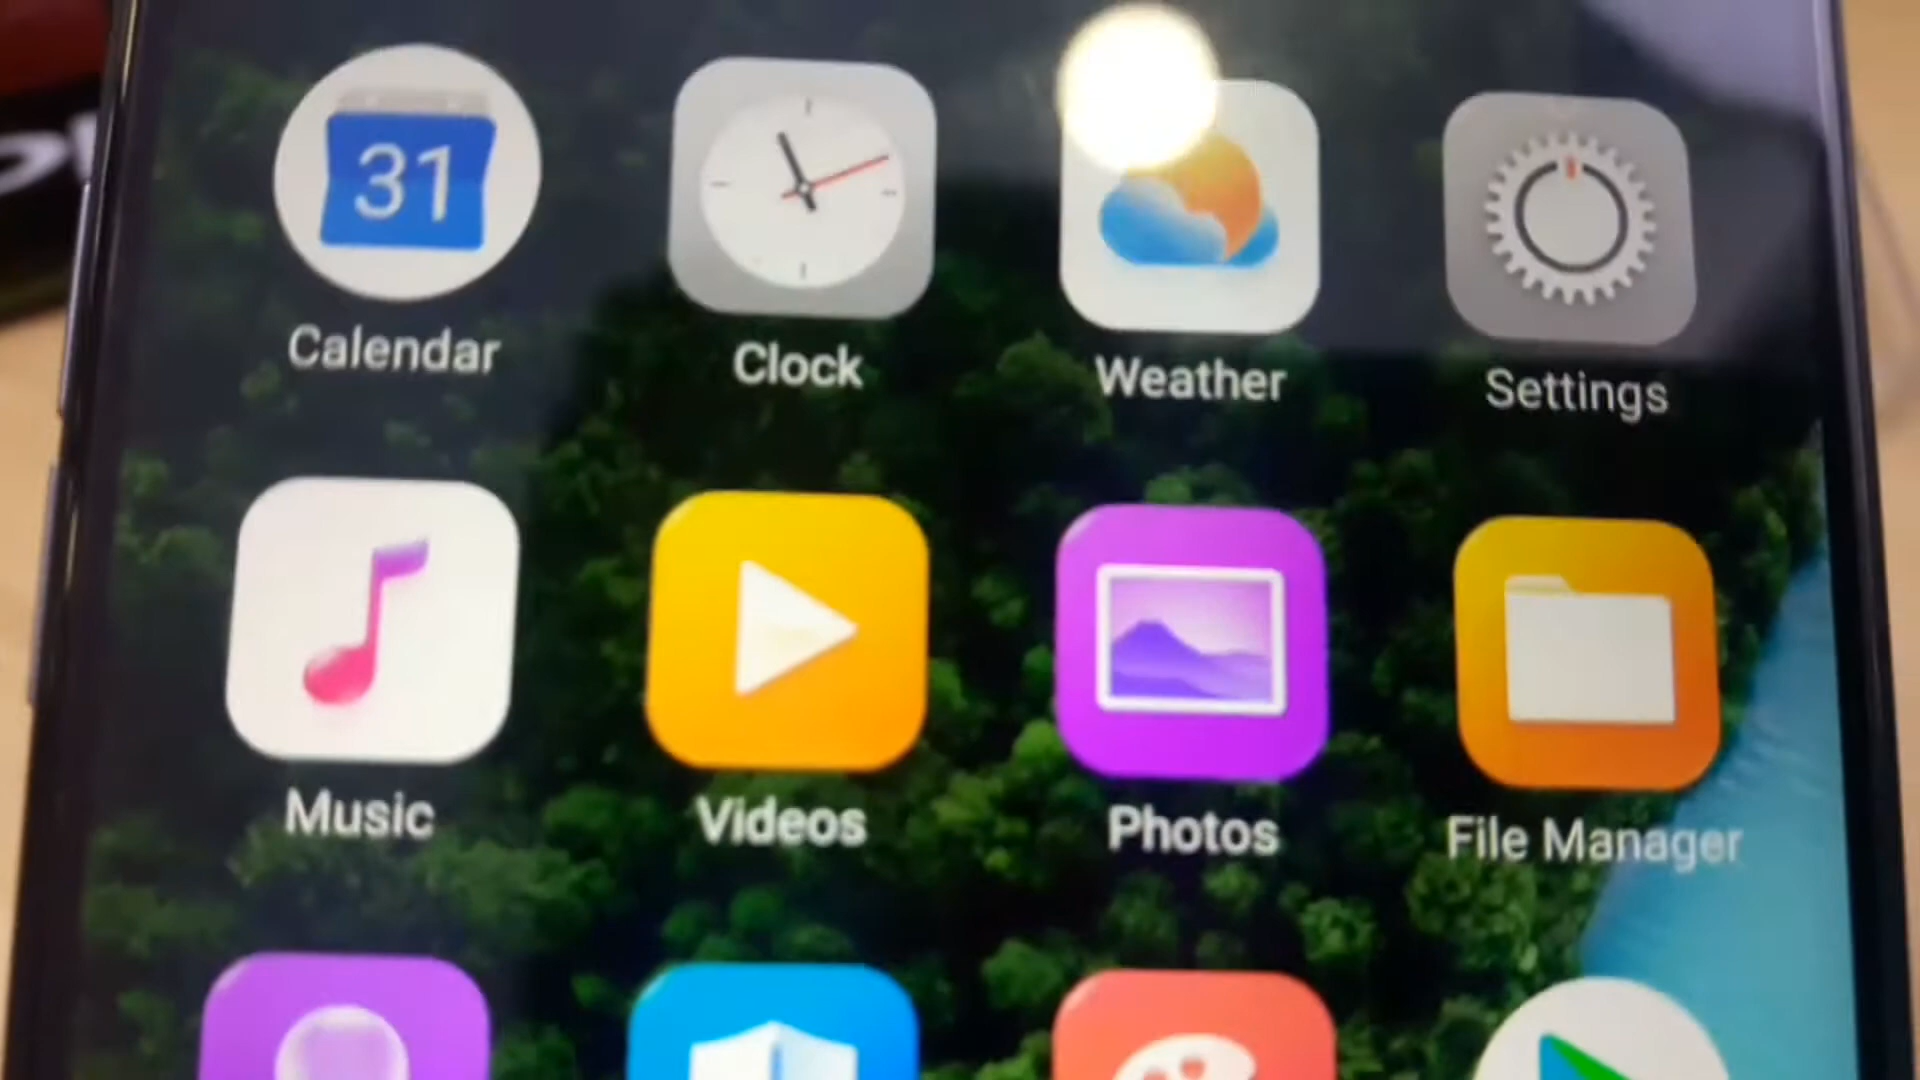 31
Calendar
Clock
Weather
Settings
Music
Videos
Photos
File Manager